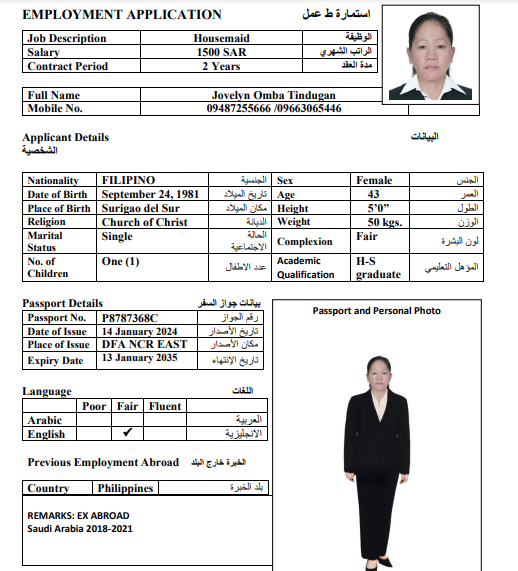 EMPLOYMENT APPLICATION استمارة ط عمل
Job Description Housemaid الوظيفة
Salary 1500 SAR الراتب الشهري
Contract Period 2 Years مدة العقد
Full Name Jovelyn Omba Tindugan
Mobile No. 09487255666 /09663065446
Applicant Details البيانات
الشخصية
Nationality FILIPINO الجنسية Sex Female الجنس
Date of Birth September 24, 1981 تاريخ الميلاد Age 43 العمر
Place of Birth Surigao del Sur مكان الميلاد Height 5’0” الطول
Religion Church of Christ الديانة Weight 50 kgs. الوزن
Marital Status Single الحالة الاجتماعية Complexion Fair لون البشرة
No. of Children One (1) عدد الاطفال Academic Qualification H-S graduate المؤهل التعليمي
Passport Details بيانات جواز السفر
Passport No. P8787368C رقم الجواز
Date of Issue 14 January 2024 تاريخ الأصدار
Place of Issue DFA NCR EAST مكان الأصدار
Expiry Date 13 January 2035 تاريخ الإنتهاء
Passport and Personal Photo
Language اللغات
Poor Fair Fluent
Arabic العربية
English ✓ الانجليزية
Previous Employment Abroad الخبرة خارج البلد
Country Philippines بلد الخبرة
REMARKS: EX ABROAD
Saudi Arabia 2018-2021